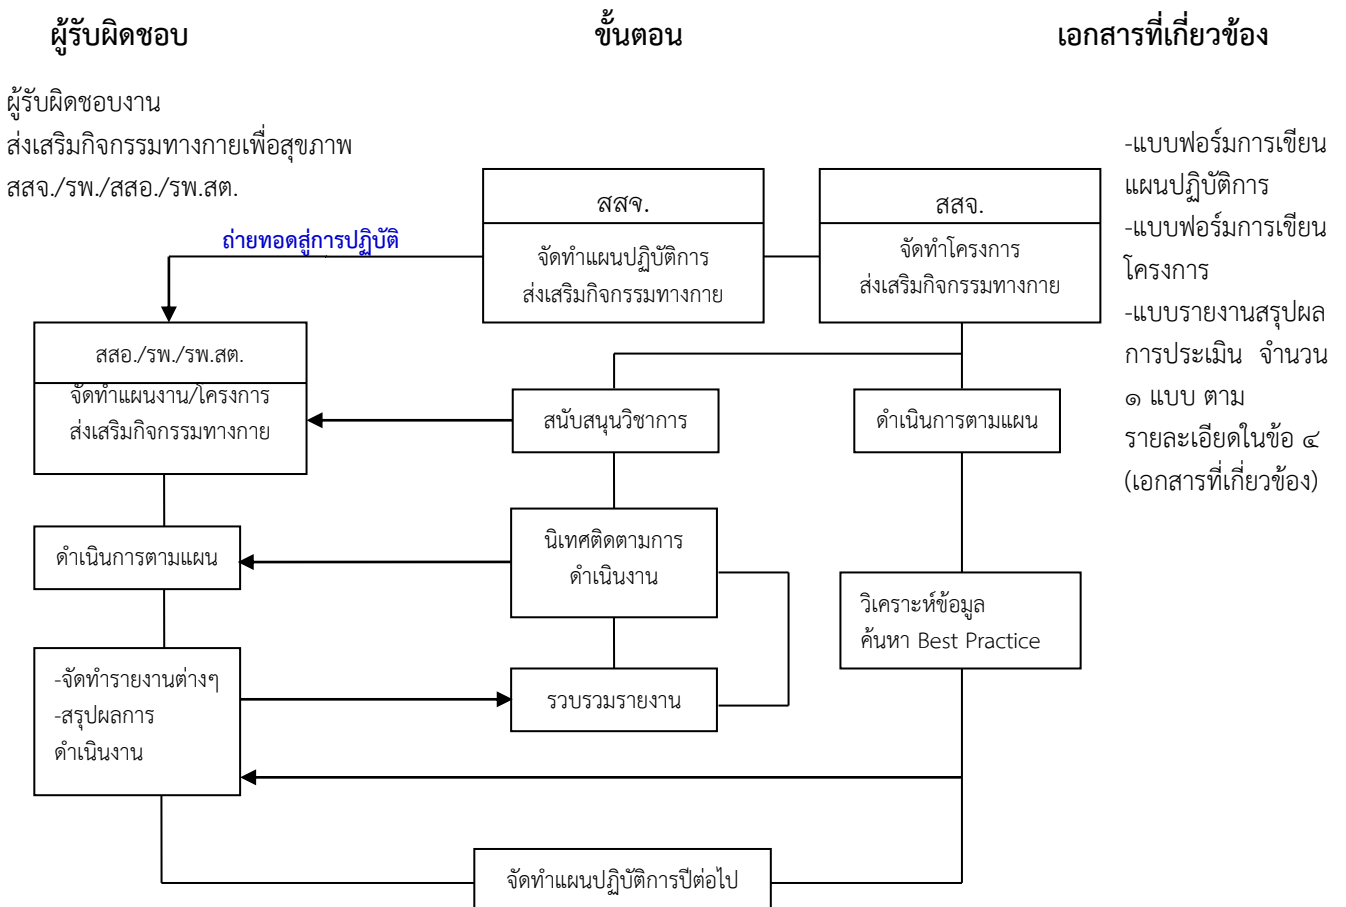 ผู้รับผิดชอบ
ขั้นตอน
เอกสารที่เกี่ยวข้อง
ผู้รับผิดชอบงาน
ส่งเสริมกิจกรรมทางกายเพื่อสุขภาพ
สสจ./รพ./สสอ./รพ.สต.
-แบบฟอร์มการเขียน
แผนปฏิบัติการ
-แบบฟอร์มการเขียน
โครงการ
-แบบรายงานสรุปผล
การประเมิน จำนวน
๑ แบบ ตาม
รายละเอียดในข้อ ๔
(เอกสารที่เกี่ยวข้อง)
สสจ.
จัดทำแผนปฏิบัติการ
ส่งเสริมกิจกรรมทางกาย
สสจ.
จัดทำโครงการ
ส่งเสริมกิจกรรมทางกาย
ถ่ายทอดสู่การปฏิบัติ
สสอ./รพ./รพ.สต.
จัดทำแผนงาน/โครงการ
ส่งเสริมกิจกรรมทางกาย
สนับสนุนวิชาการ
ดำเนินการตามแผน
ดำเนินการตามแผน
นิเทศติดตามการ
ดำเนินงาน
วิเคราะห์ข้อมูล
ค้นหา Best Practice
-จัดทำรายงานต่างๆ
-สรุปผลการ
ดำเนินงาน
รวบรวมรายงาน
จัดทำแผนปฏิบัติการปีต่อไป